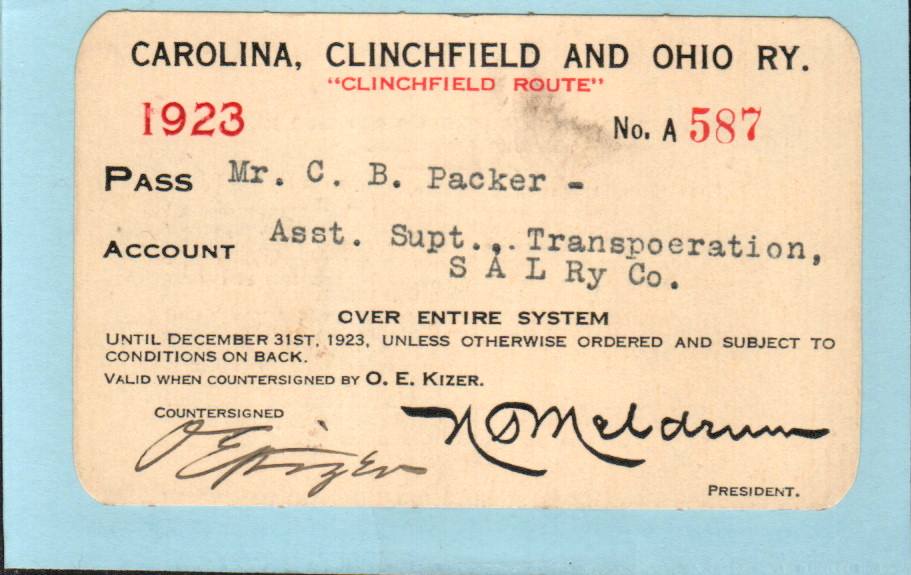 CAROLINA, CLINCHFIELD AND OHIO RY.
"CLINCHFIELD ROUTE"
1923 No. A 587
PASS Mr. C. B. Packer -
ACCOUNT Asst. Supt... Transpoeration,
S A L Ry Co.
OVER ENTIRE SYSTEM
UNTIL DECEMBER 31ST, 1923, UNLESS OTHERWISE ORDERED AND SUBJECT TO
CONDITIONS ON BACK.
VALID WHEN COUNTERSIGNED BY O. E. KIZER.
COUNTERSIGNED
O E Kizer
N S Meldrum
PRESIDENT.